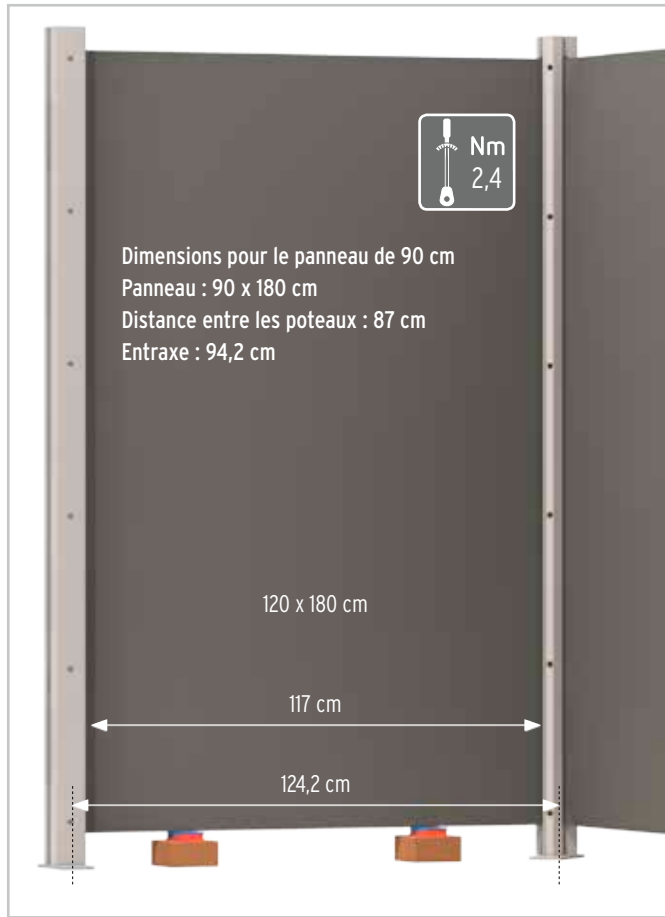 Nm
2,4
Dimensions pour le panneau de 90 cm
Panneau : 90 x 180 cm
Distance entre les poteaux : 87 cm
Entraxe : 94,2 cm
120 x 180 cm
117 cm
124,2 cm